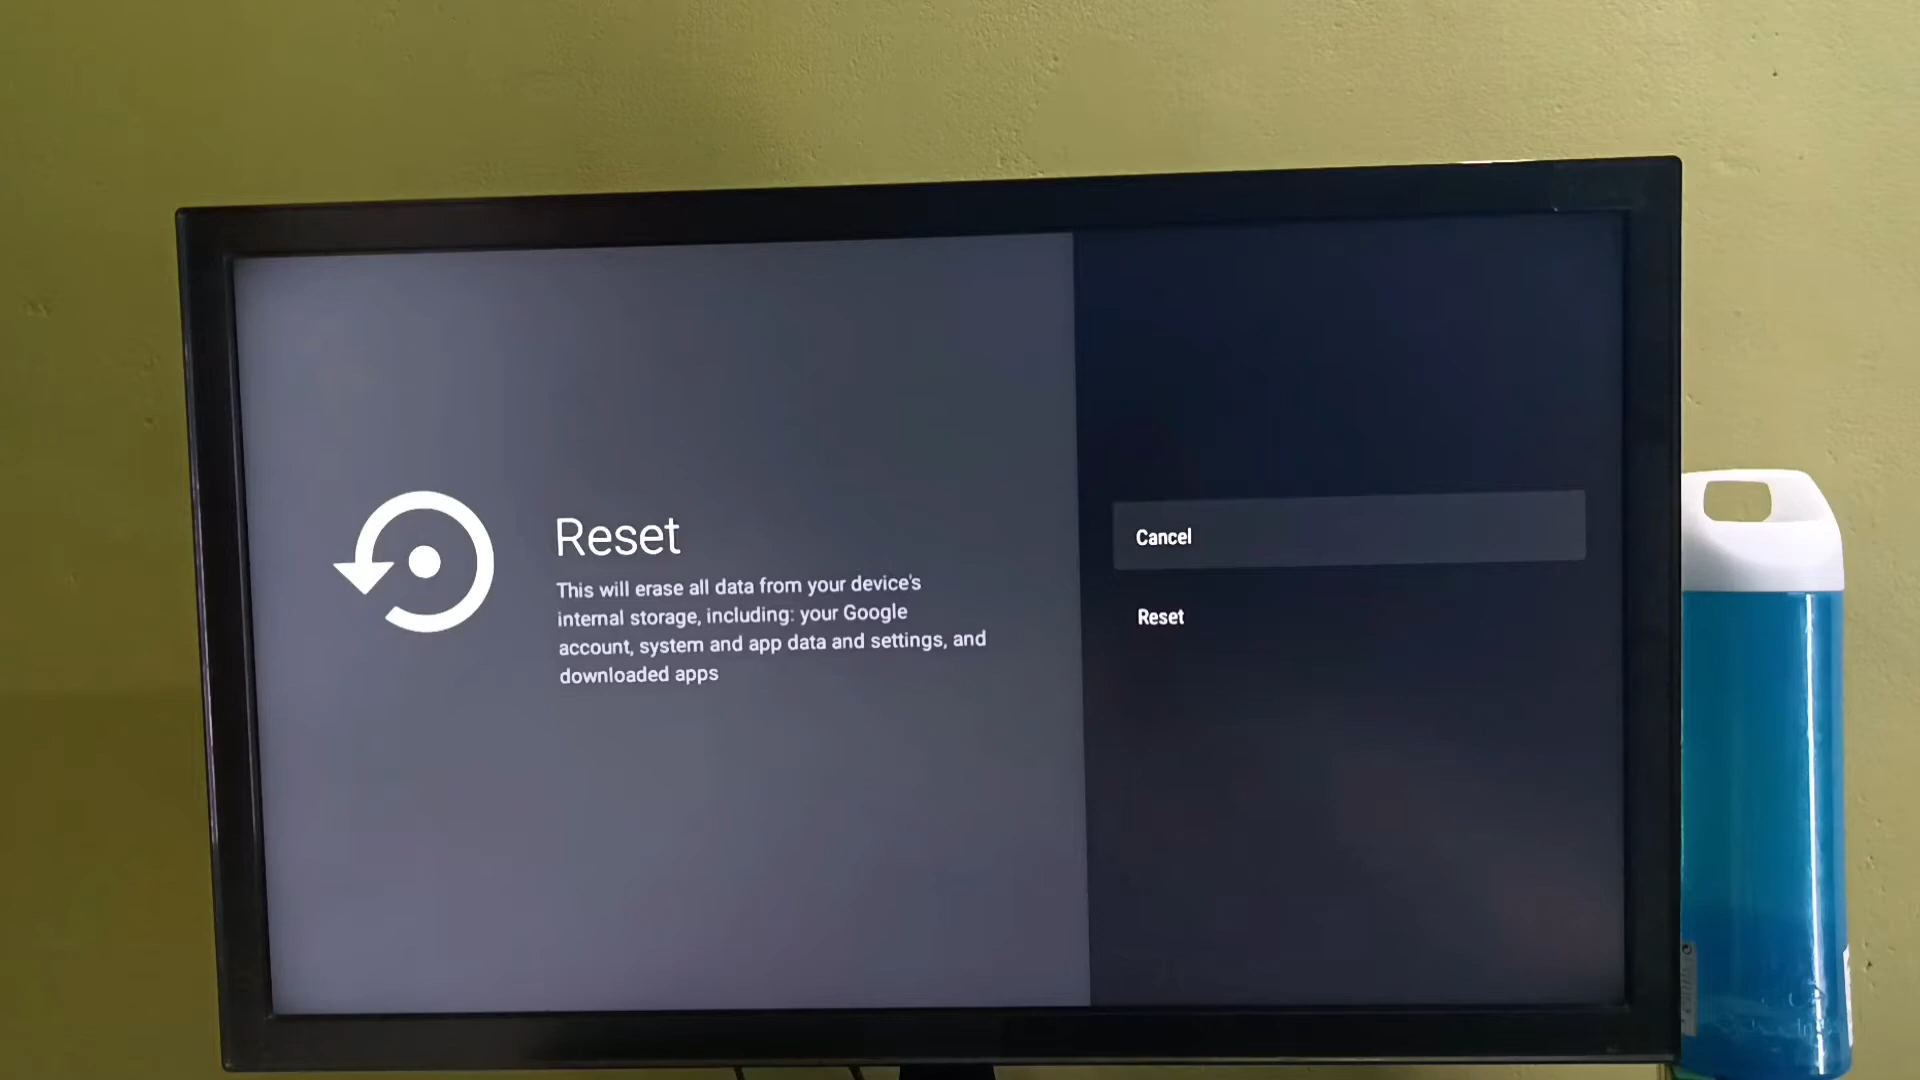 Reset
This will erase all data from your device's
internal storage, including: your Google
account, system and app data and settings, and
downloaded apps
Cancel
Reset